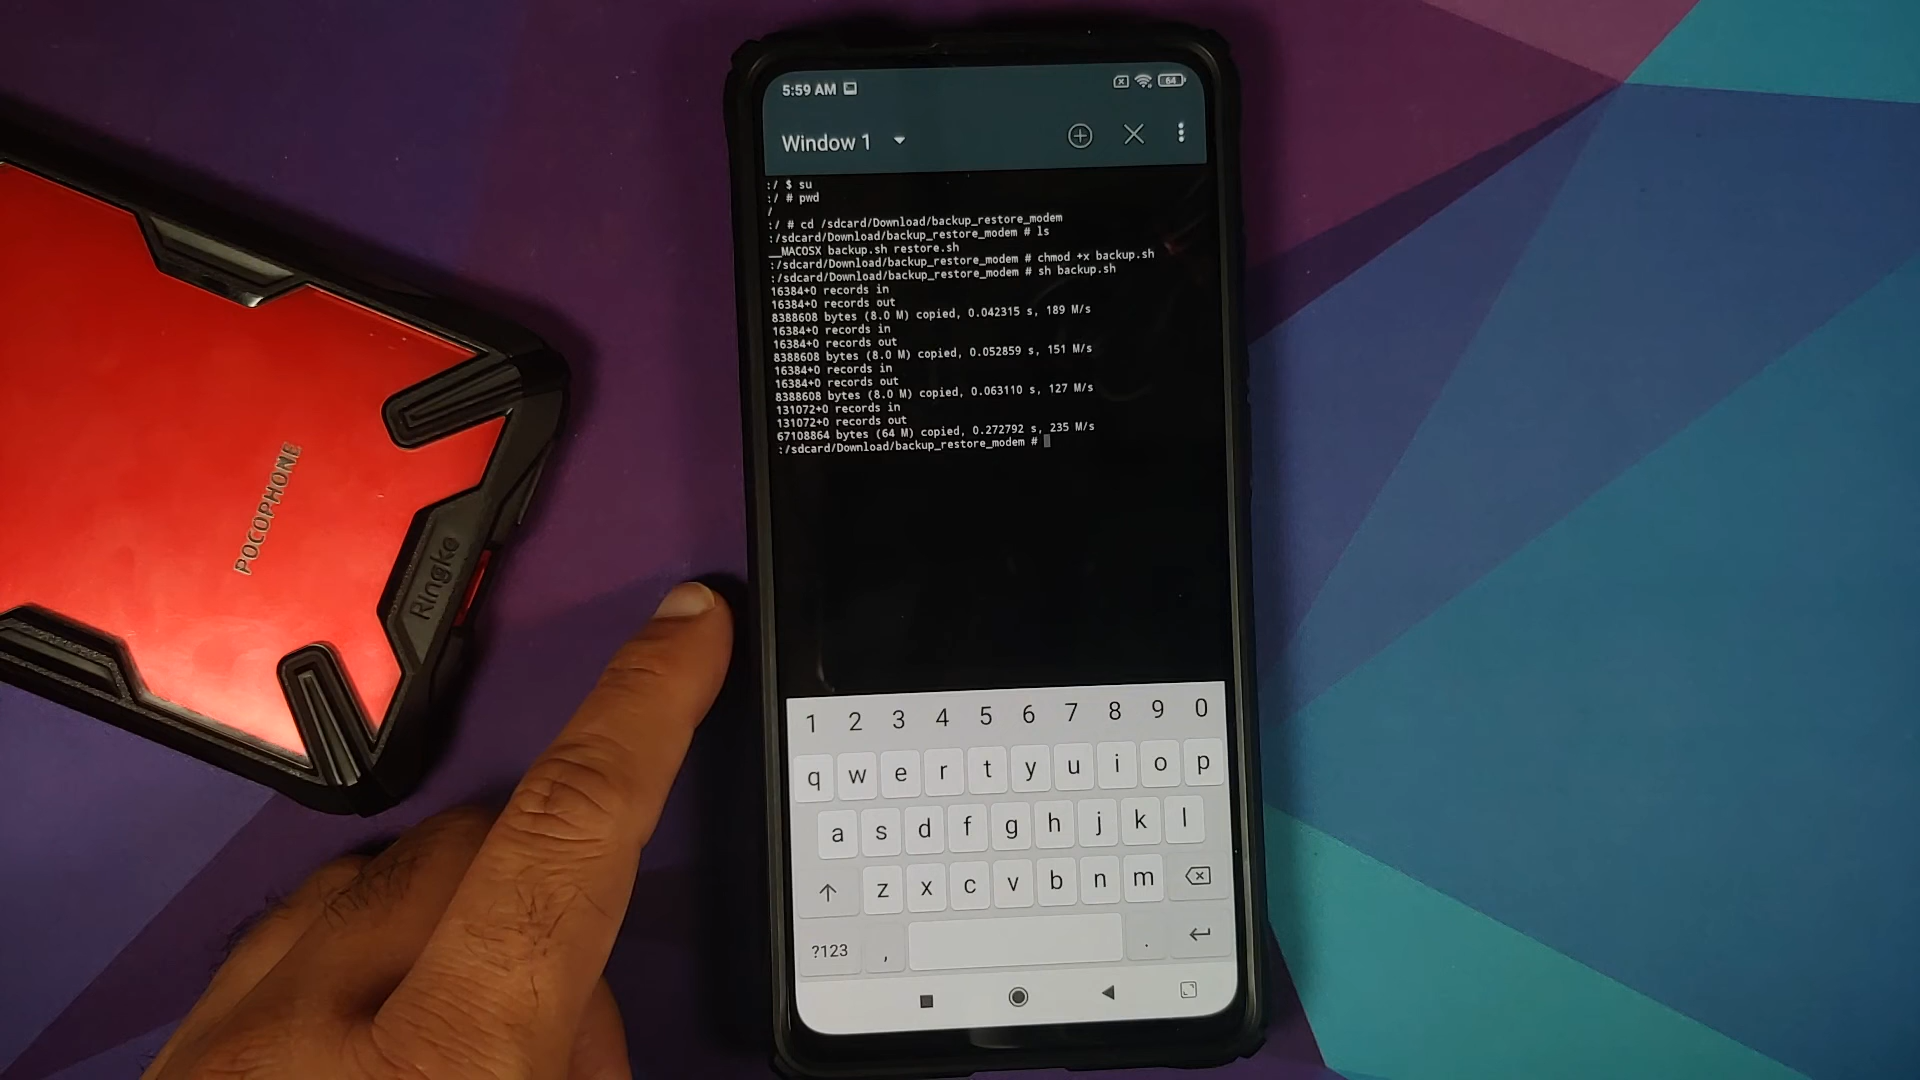 5:59 AM
64
Window 1
:/ $ su
:/ # pwd
/
:/ # cd /sdcard/Download/backup_restore_modem
:/sdcard/Download/backup_restore_modem # ls
__MACOSX backup.sh restore.sh
:/sdcard/Download/backup_restore_modem # chmod +x backup.sh
:/sdcard/Download/backup_restore_modem # sh backup.sh
16384+0 records in
16384+0 records out
8388608 bytes (8.0 M) copied, 0.042315 s, 189 M/s
16384+0 records in
16384+0 records out
8388608 bytes (8.0 M) copied, 0.052859 s, 151 M/s
16384+0 records in
16384+0 records out
8388608 bytes (8.0 M) copied, 0.063110 s, 127 M/s
131072+0 records in
131072+0 records out
67108864 bytes (64 M) copied, 0.272792 s, 235 M/s
:/sdcard/Download/backup_restore_modem #
POCOPHONE
Ringke
1 2 3 4 5 6 7 8 9 0
q w e r t y u i o p
a s d f g h j k l
z x c v b n m
?123 , .